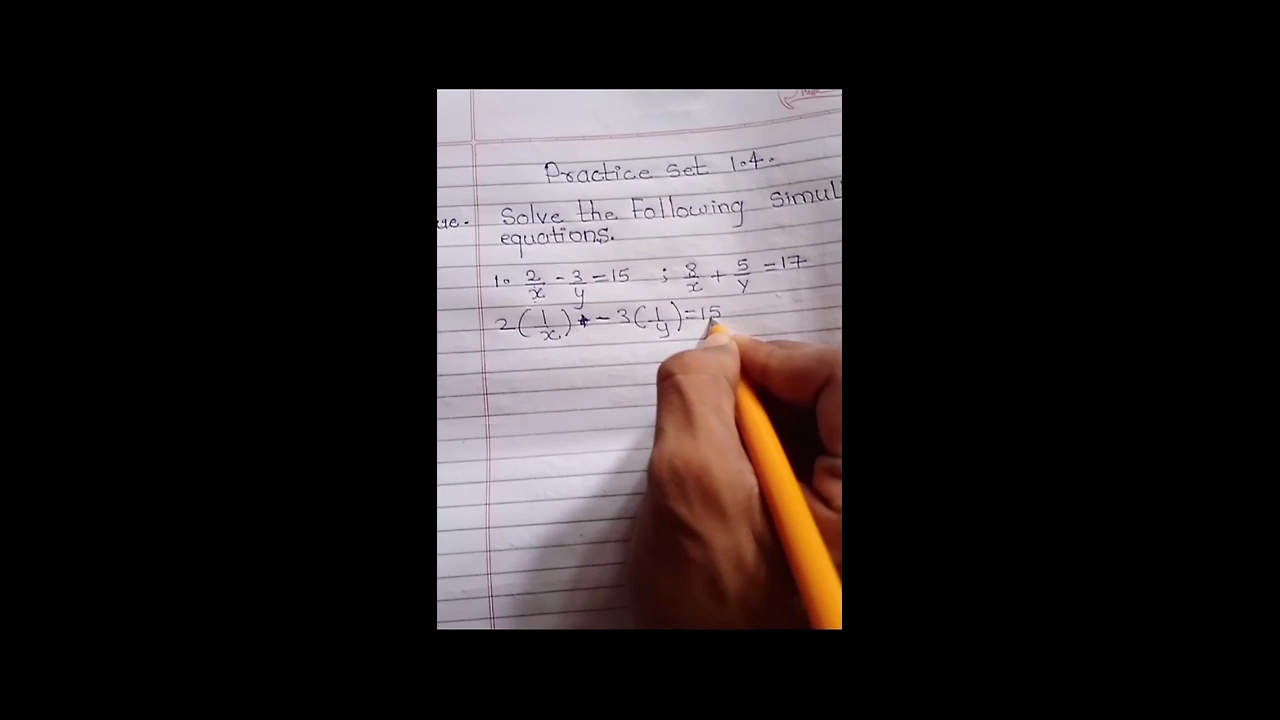 Practice Set 1.4.
Solve the Following
equations.
1. 2/x - 3/y = 15 ; 8/x + 5/y = 17
2(1/x) - 3(1/y) = 15